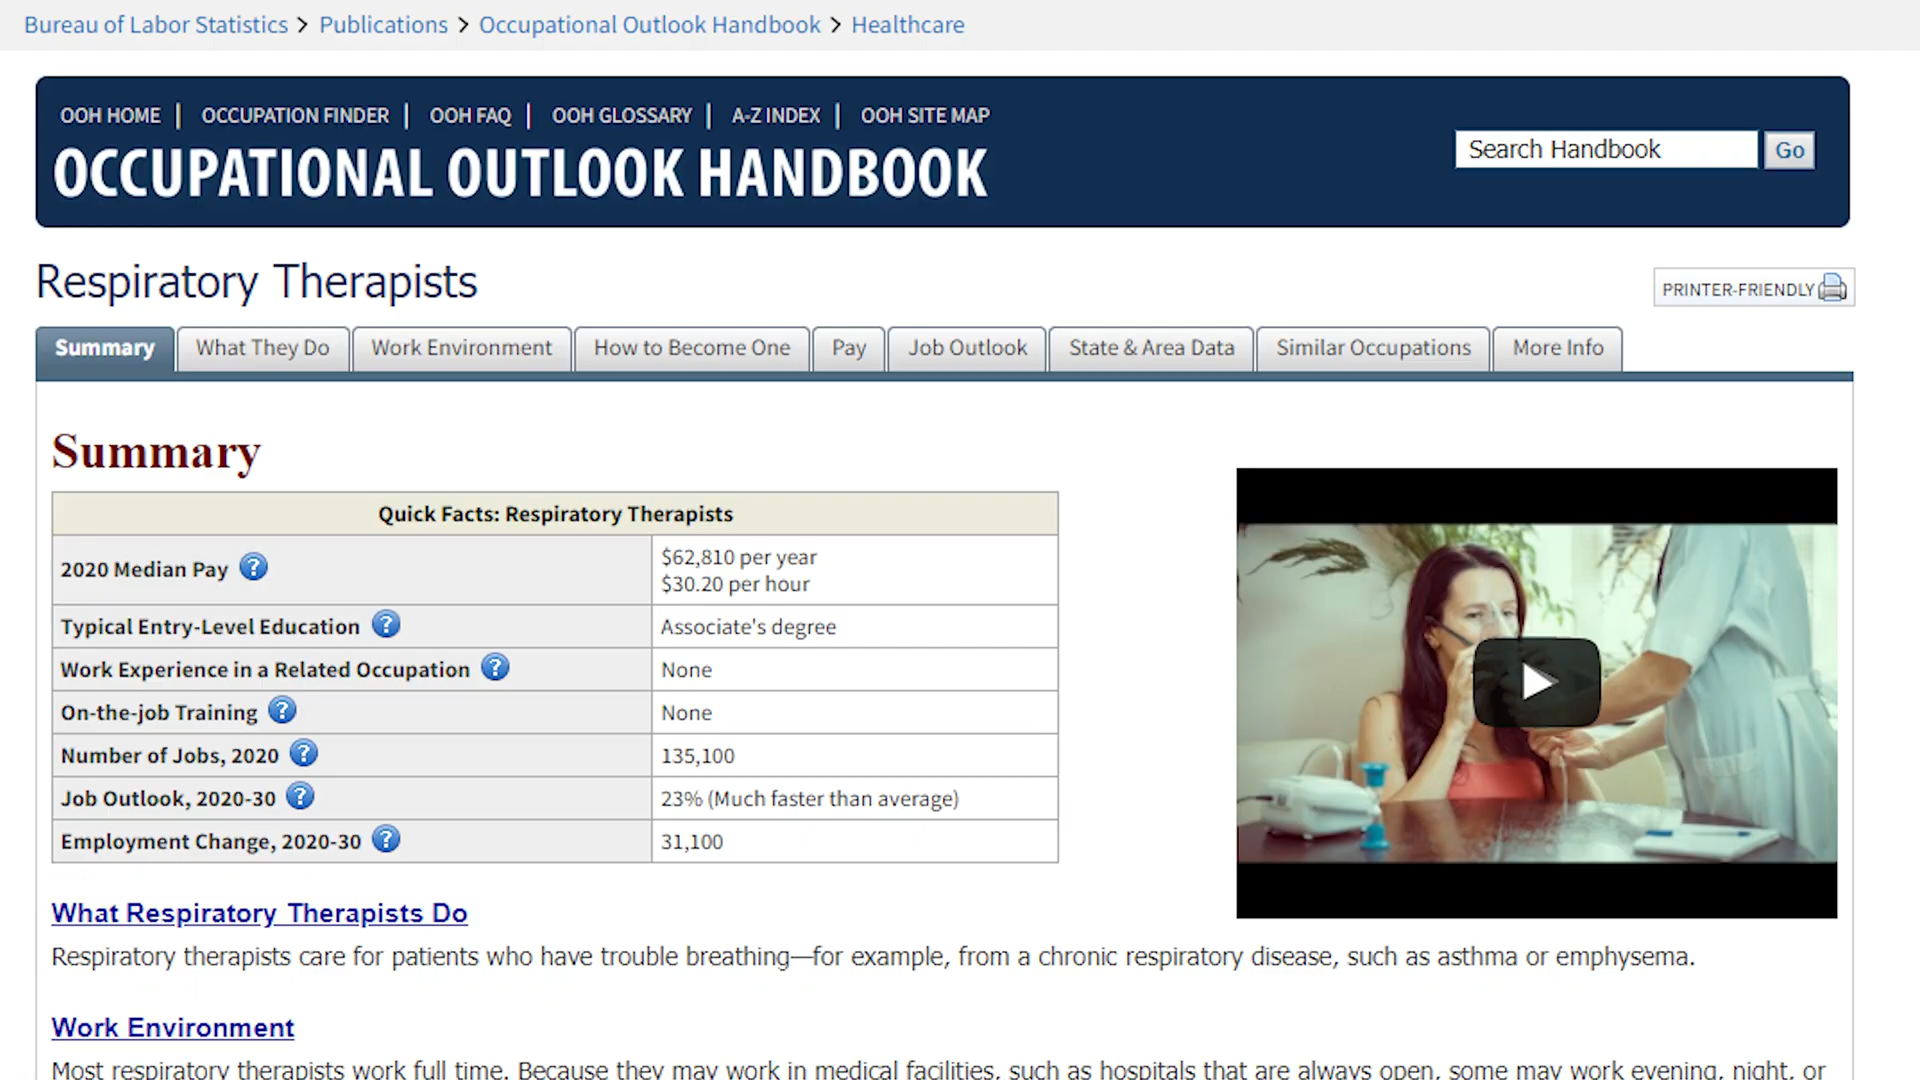 Bureau of Labor Statistics > Publications > Occupational Outlook Handbook > Healthcare
OOH HOME | OCCUPATION FINDER | OOH FAQ | OOH GLOSSARY | A-Z INDEX | OOH SITE MAP
OCCUPATIONAL OUTLOOK HANDBOOK
Search Handbook Go
Respiratory Therapists
PRINTER-FRIENDLY
Summary What They Do Work Environment How to Become One Pay Job Outlook State & Area Data Similar Occupations More Info
Summary
Quick Facts: Respiratory Therapists
2020 Median Pay ? $62,810 per year
$30.20 per hour
Typical Entry-Level Education ? Associate's degree
Work Experience in a Related Occupation ? None
On-the-job Training ? None
Number of Jobs, 2020 ? 135,100
Job Outlook, 2020-30 ? 23% (Much faster than average)
Employment Change, 2020-30 ? 31,100
What Respiratory Therapists Do
Respiratory therapists care for patients who have trouble breathing—for example, from a chronic respiratory disease, such as asthma or emphysema.
Work Environment
Most respiratory therapists work full time. Because they may work in medical facilities, such as hospitals that are always open, some may work evening, night, or